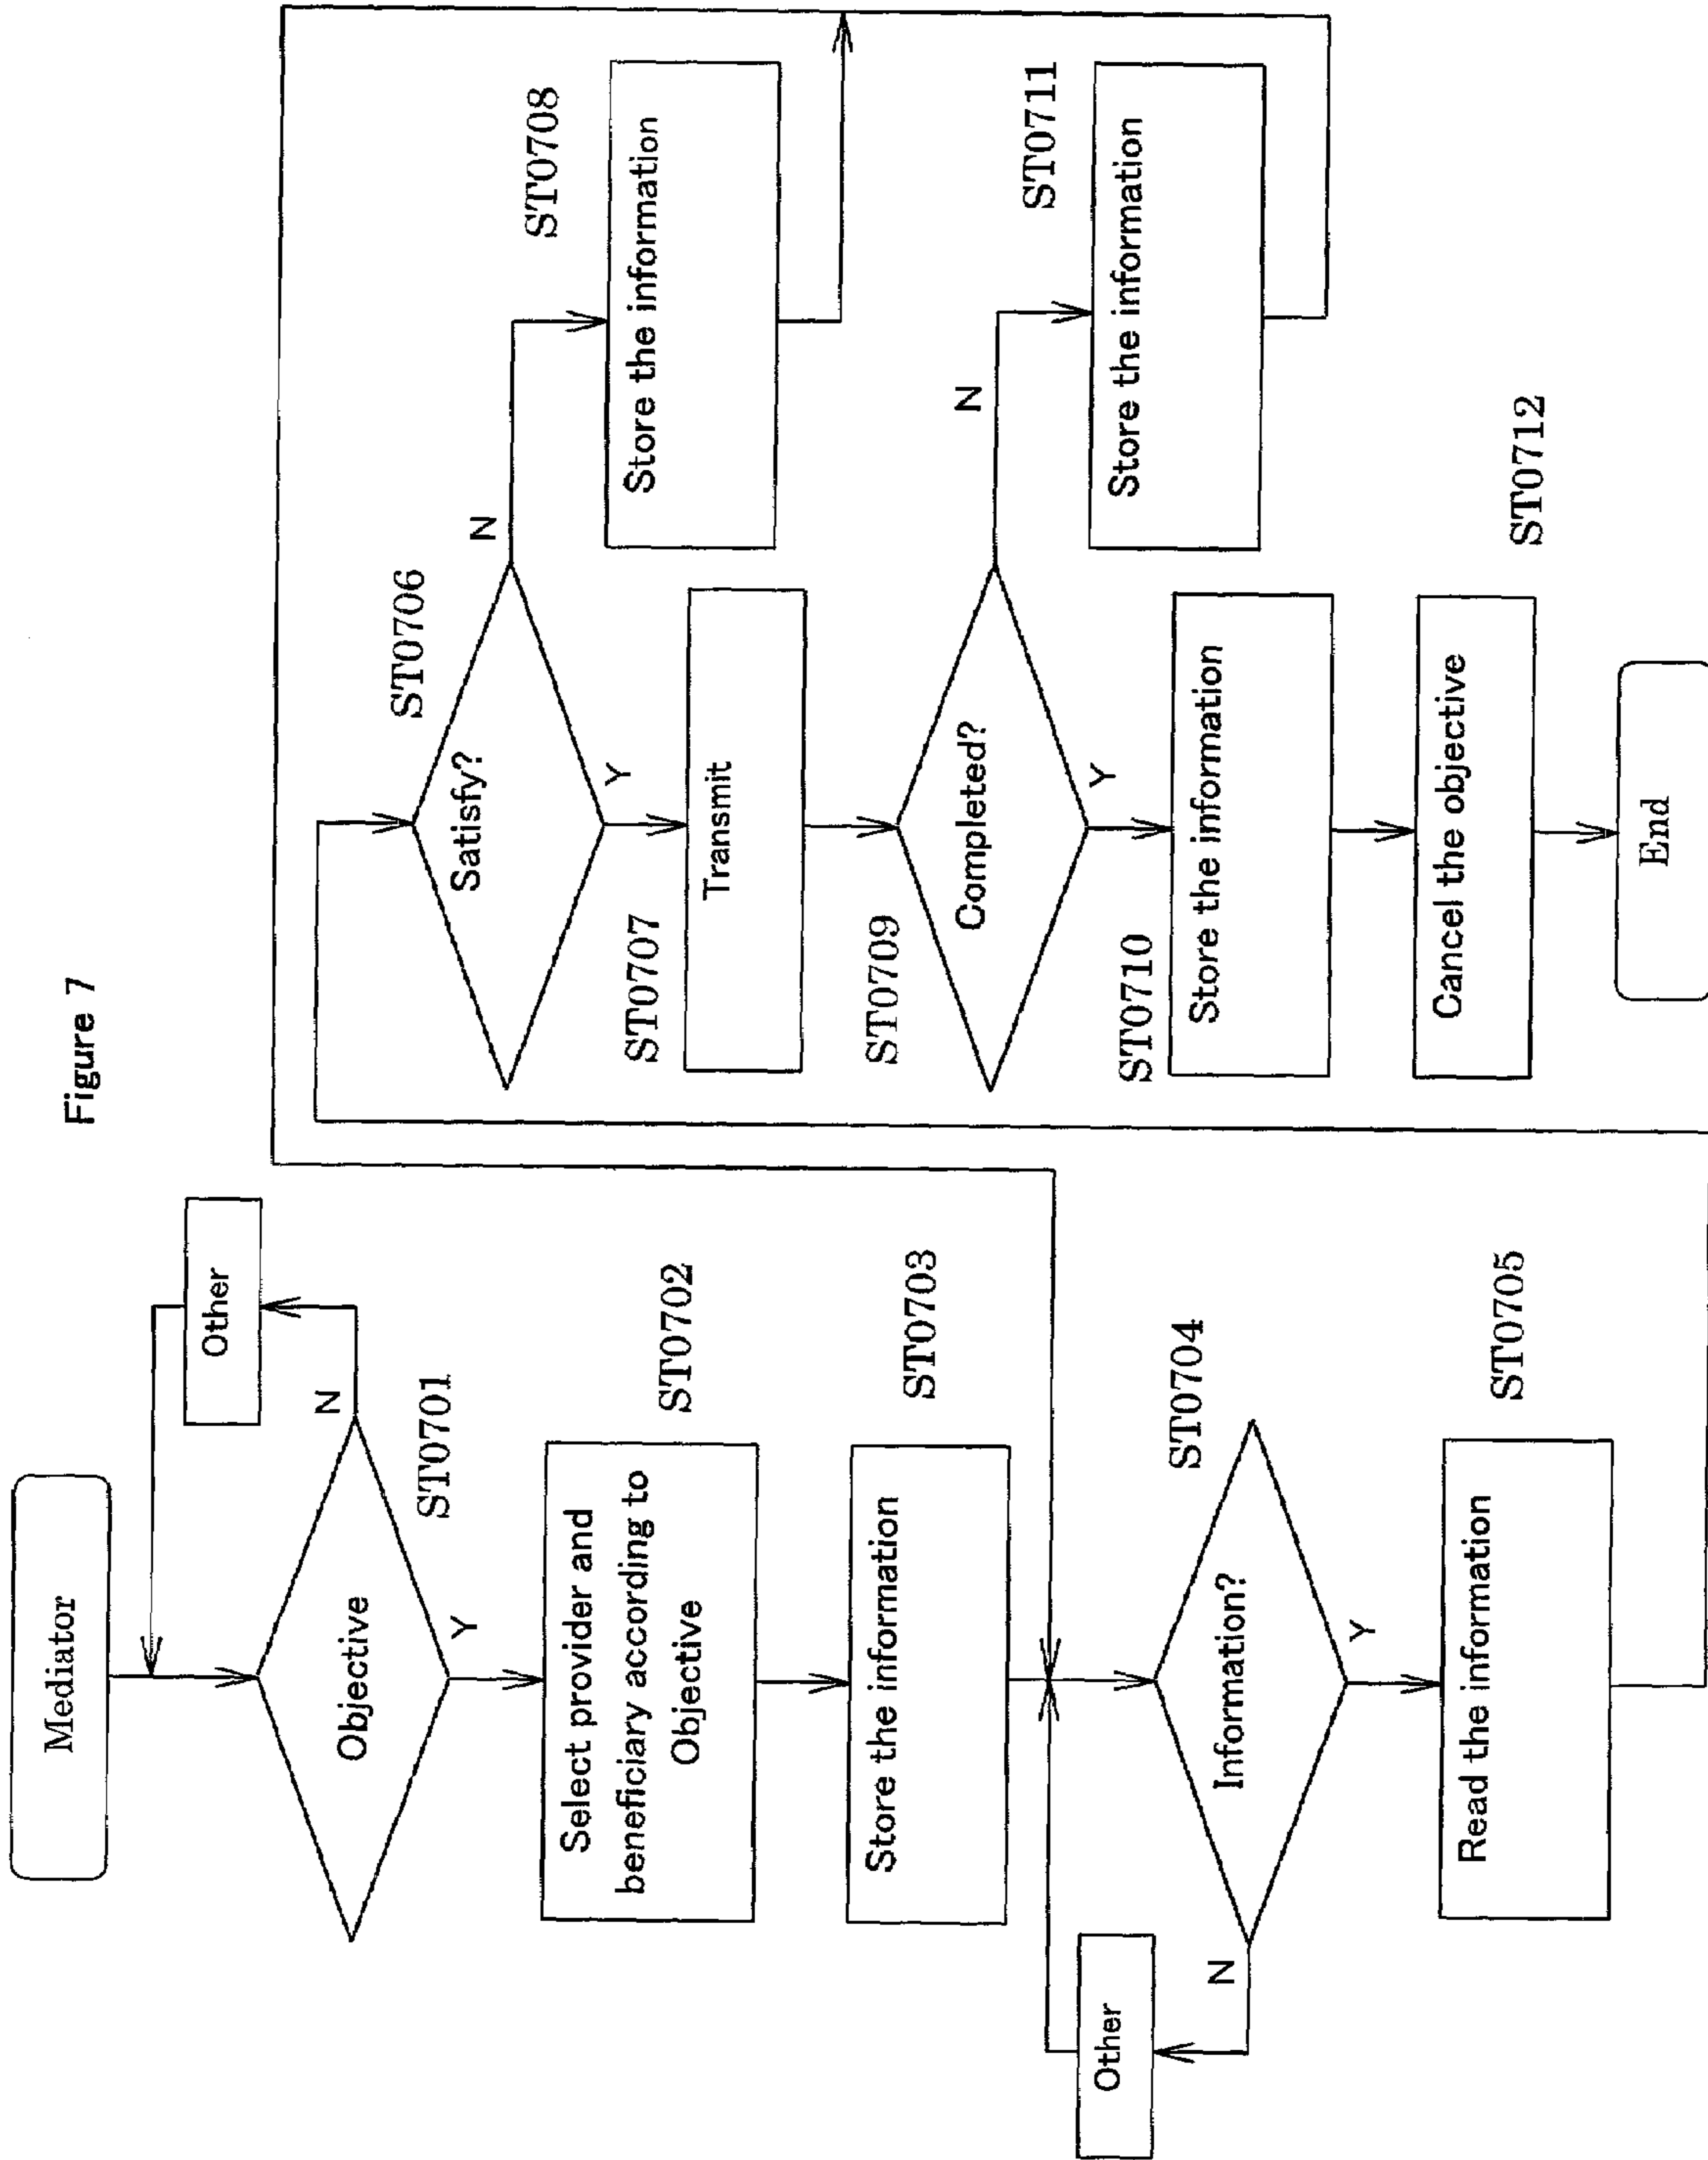 Figure 7
Mediator
Objective
N
Other
Y
ST0701
Select provider and
beneficiary according to
Objective
ST0702
Store the information
ST0703
Information?
ST0704
N
Other
Y
Read the information
ST0705
Satisfy?
ST0706
N
Y
ST0707
Transmit
Store the information
ST0708
ST0709
Completed?
N
Y
ST0710
Store the information
Store the information
ST0711
Cancel the objective
ST0712
End